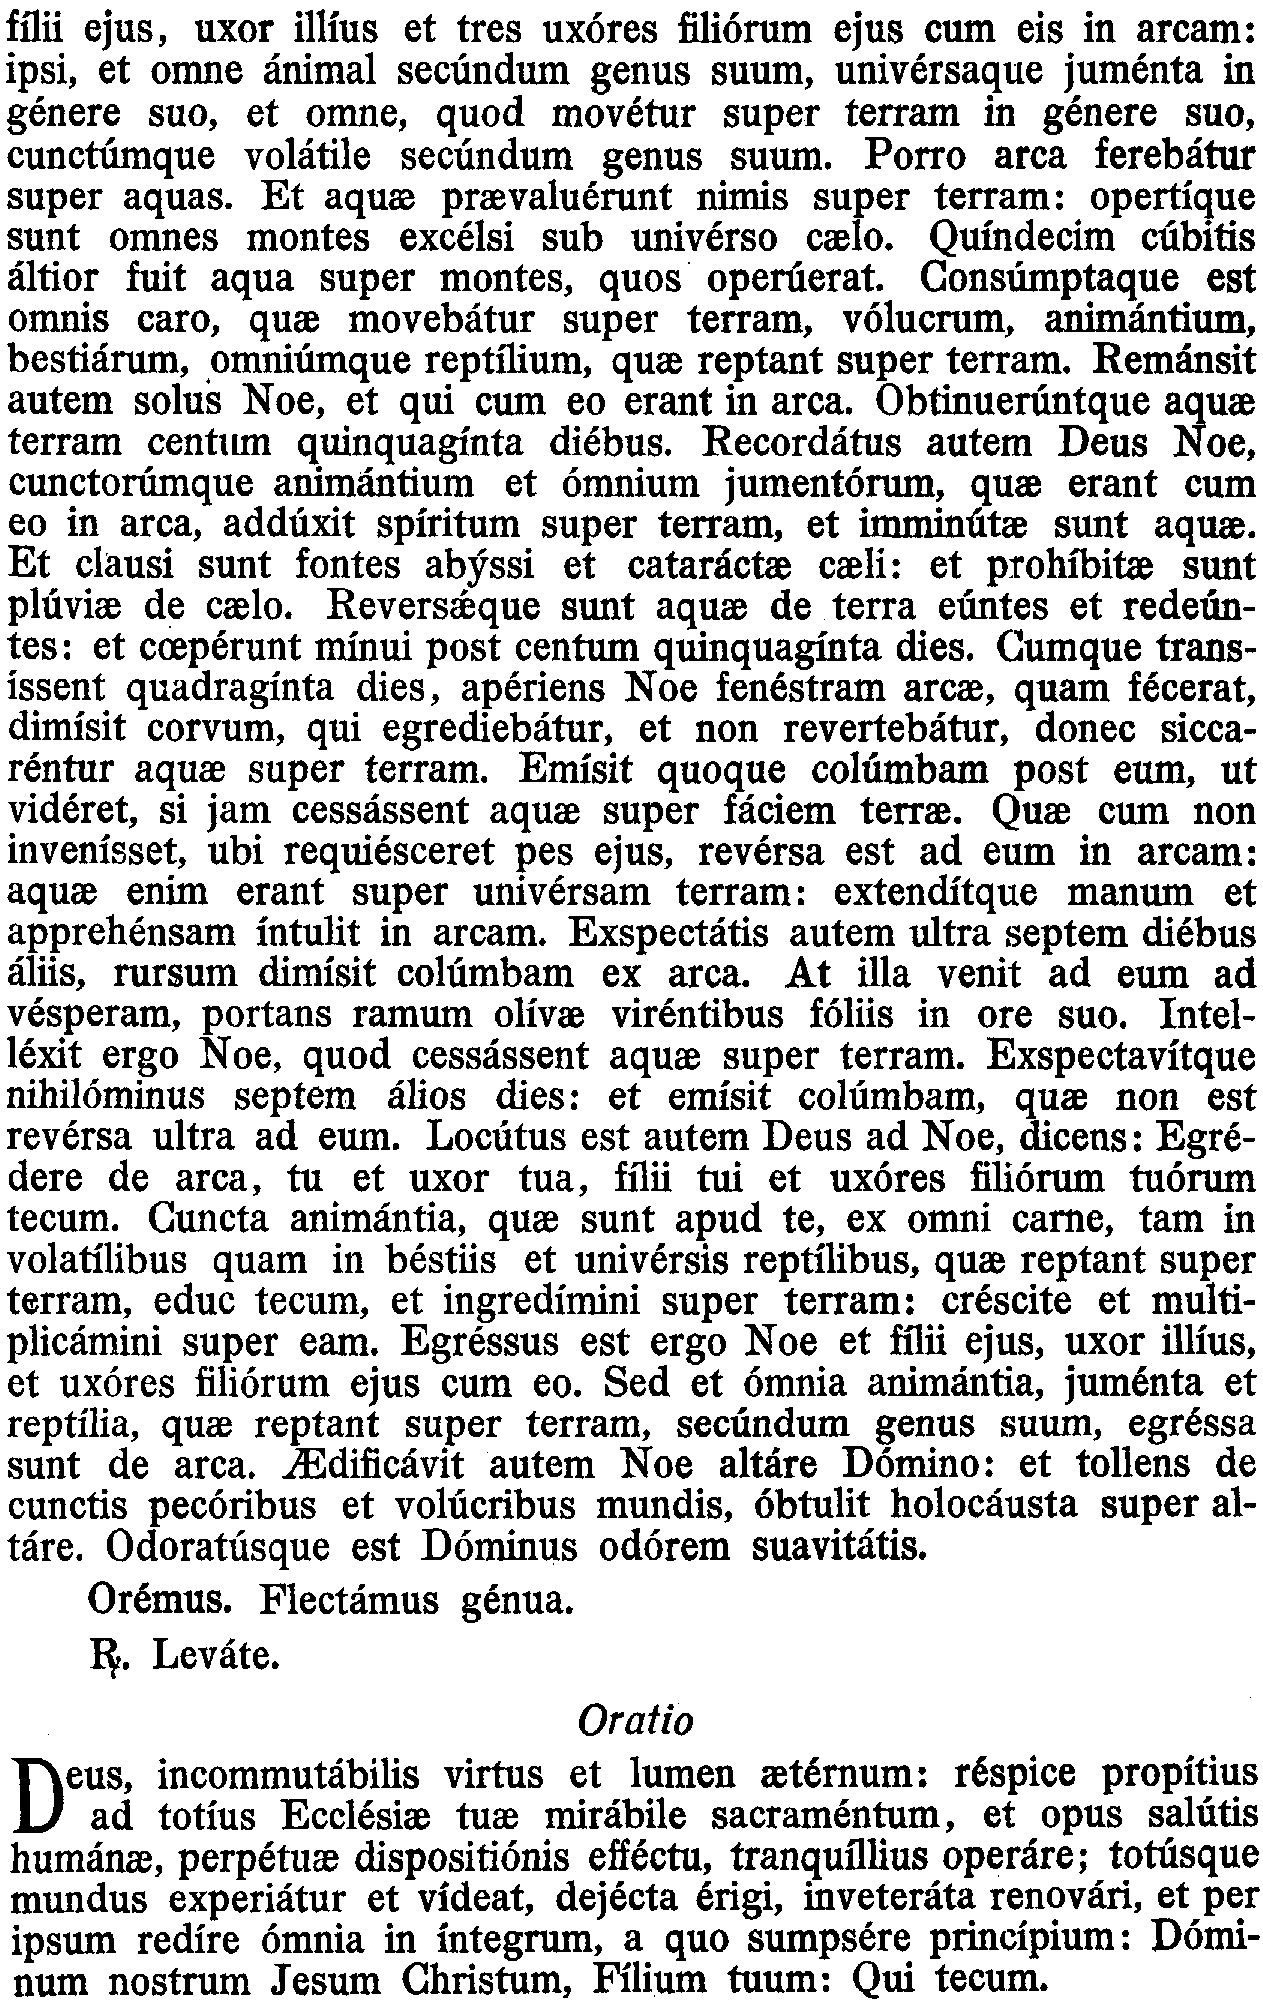 fílii ejus, uxor illíus et tres uxóres filiórum ejus cum eis in arcam:
ipsi, et omne ánimal secúndum genus suum, univérsaque juménta in
génere suo, et omne, quod movétur super terram in génere suo,
cunctúmque volátile secúndum genus suum. Porro arca ferebátur
super aquas. Et aquæ prævaluérunt nimis super terram: opertíque
sunt omnes montes excélsi sub univérso cælo. Quíndecim cúbitis
áltior fuit aqua super montes, quos operúerat. Consúmptaque est
omnis caro, quæ movebátur super terram, vólucrum, animántium,
bestiárum, omniúmque reptílium, quæ reptant super terram. Remánsit
autem solus Noe, et qui cum eo erant in arca. Obtinuerúntque aquæ
terram centum quinquagínta diébus. Recordátus autem Deus Noe,
cunctorúmque animántium et ómnium jumentórum, quæ erant cum
eo in arca, addúxit spíritum super terram, et imminútæ sunt aquæ.
Et clausi sunt fontes abýssi et cataráctæ cæli: et prohíbitæ sunt
plúviæ de cælo. Reversǽque sunt aquæ de terra eúntes et redeún-
tes: et cœpérunt mínui post centum quinquagínta dies. Cumque trans-
íssent quadragínta dies, apériens Noe fenéstram arcæ, quam fécerat,
dimísit corvum, qui egrediebátur, et non revertebátur, donec sicca-
réntur aquæ super terram. Emísit quoque colúmbam post eum, ut
vidéret, si jam cessássent aquæ super fáciem terræ. Quæ cum non
invenísset, ubi requiésceret pes ejus, revérsa est ad eum in arcam:
aquæ enim erant super univérsam terram: extendítque manum et
apprehénsam íntulit in arcam. Exspectátis autem ultra septem diébus
áliis, rursum dimísit colúmbam ex arca. At illa venit ad eum ad
vésperam, portans ramum olívæ viréntibus fóliis in ore suo. Intel-
léxit ergo Noe, quod cessássent aquæ super terram. Exspectavítque
nihilóminus septem álios dies: et emísit colúmbam, quæ non est
revérsa ultra ad eum. Locútus est autem Deus ad Noe, dicens: Egré-
dere de arca, tu et uxor tua, fílii tui et uxóres filiórum tuórum
tecum. Cuncta animántia, quæ sunt apud te, ex omni carne, tam in
volatílibus quam in béstiis et univérsis reptílibus, quæ reptant super
terram, educ tecum, et ingredímini super terram: créscite et multi-
plicámini super eam. Egréssus est ergo Noe et fílii ejus, uxor illíus,
et uxóres filiórum ejus cum eo. Sed et ómnia animántia, juménta et
reptília, quæ reptant super terram, secúndum genus suum, egréssa
sunt de arca. Ædificávit autem Noe altáre Dómino: et tollens de
cunctis pecóribus et volúcribus mundis, óbtulit holocáusta super al-
táre. Odoratúsque est Dóminus odórem suavitátis.
Orémus. Flectámus génua.
℟. Leváte.
Oratio
Deus, incommutábilis virtus et lumen ætérnum: réspice propítius
ad totíus Ecclésiæ tuæ mirábile sacraméntum, et opus salútis
humánæ, perpétuæ dispositiónis efféctu, tranquíllius operáre; totúsque
mundus experiátur et vídeat, dejécta érigi, inveteráta renovári, et per
ipsum redíre ómnia in íntegrum, a quo sumpsére princípium: Dómi-
num nostrum Jesum Christum, Fílium tuum: Qui tecum.